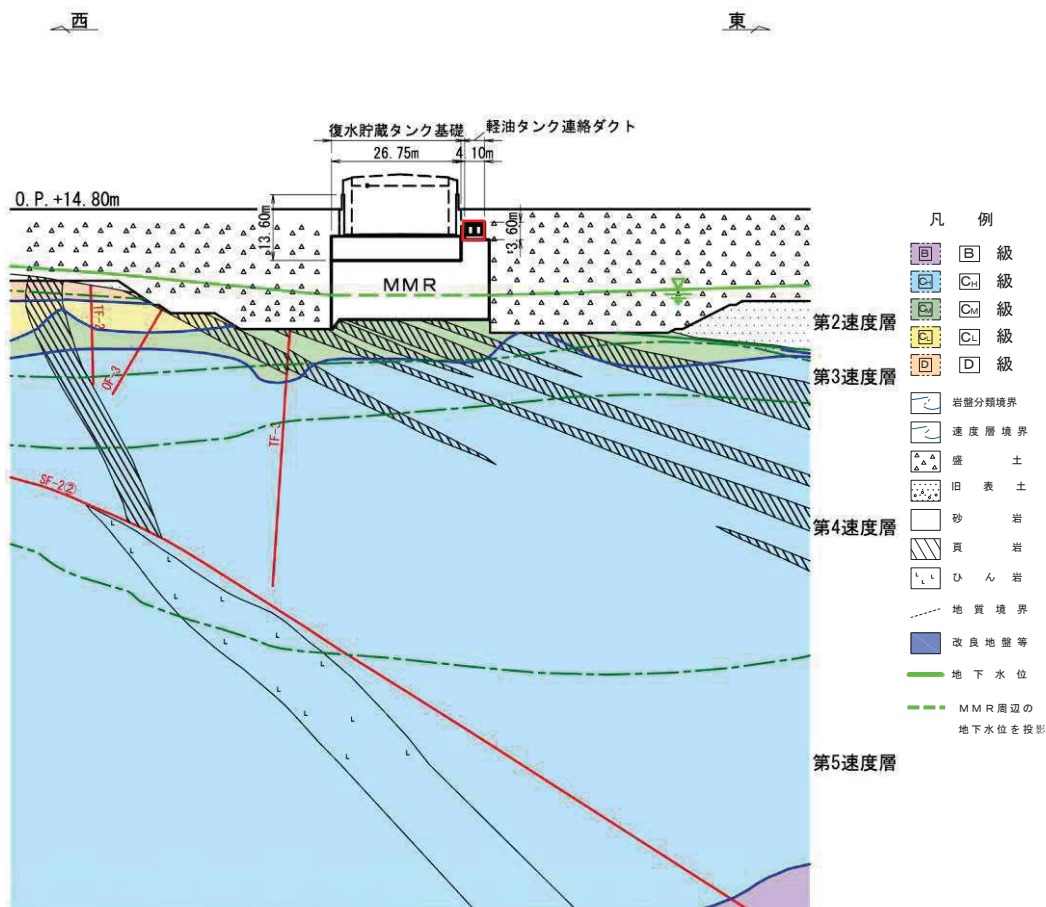 西
東
復水貯蔵タンク基礎
軽油タンク連絡ダクト
26.75m
4.10m
O.P.+14.80m
13.60m
3.60m
MMR
TF-2
OF-3
TF-3
SF-2②
第2速度層
第3速度層
第4速度層
第5速度層
凡 例
B B 級
CH CH 級
CM CM 級
CL CL 級
D D 級
岩盤分類境界
速度層境界
盛 土
旧 表 土
砂 岩
頁 岩
ひ ん 岩
地 質 境 界
改 良 地 盤 等
地 下 水 位
MMR周辺の
地下水位を投影